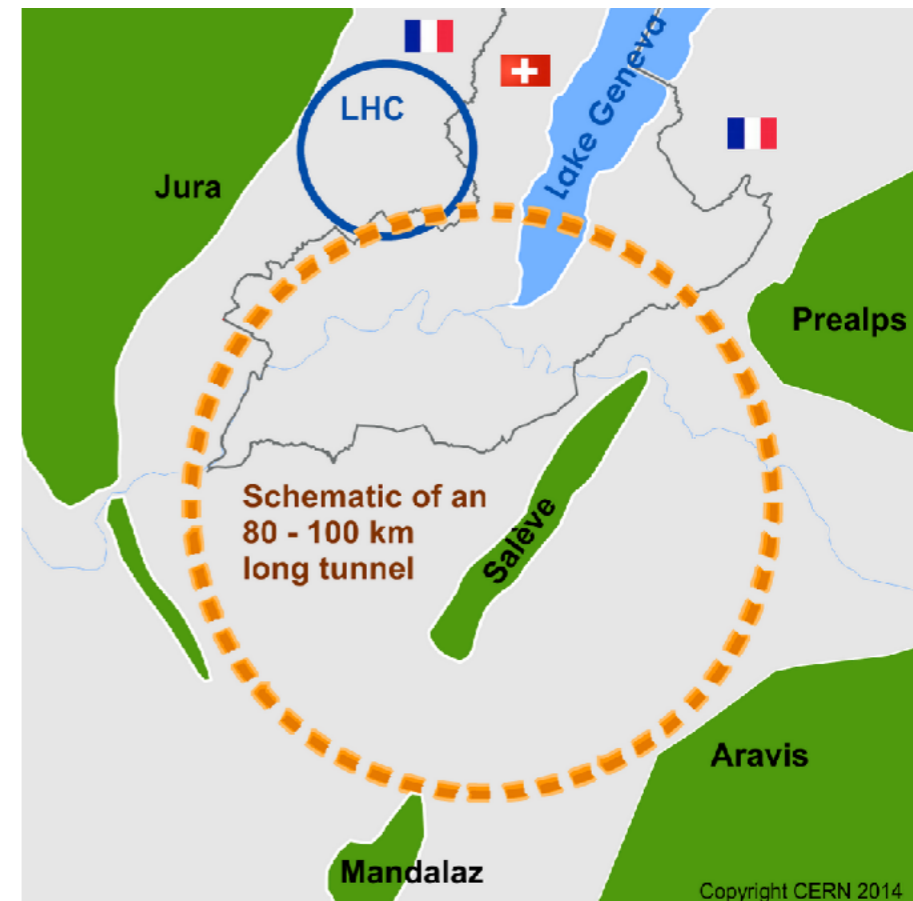 LHC
Lake Geneva
Jura
Prealps
Schematic of an
80 - 100 km
long tunnel
Salève
Aravis
Mandalaz
Copyright CERN 2014